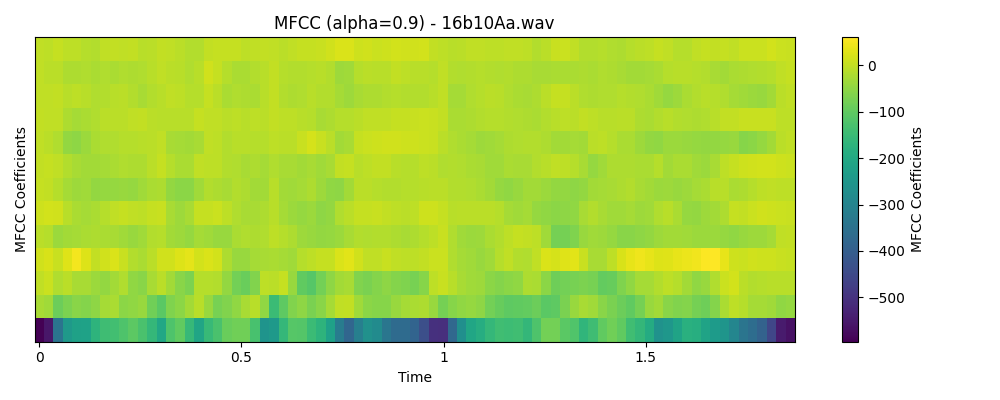 MFCC (alpha=0.9) - 16b10Aa.wav
MFCC Coefficients
0
0.5
1
1.5
Time
0
−100
−200
−300
−400
−500
MFCC Coefficients